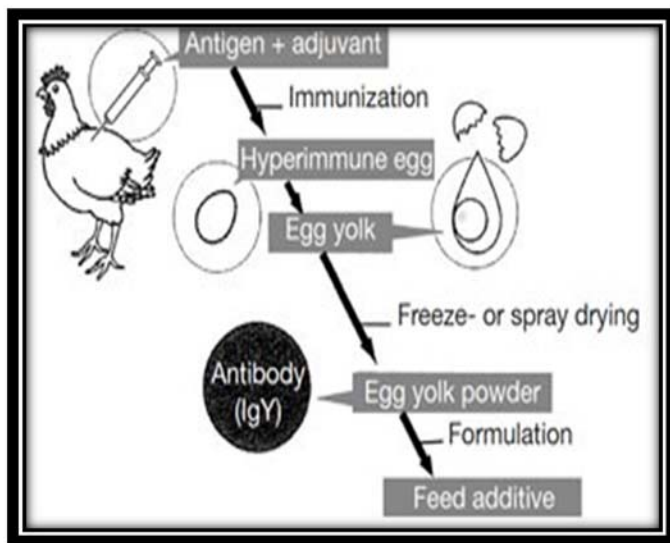 Antigen + adjuvant
Immunization
Hyperimmune egg
Egg yolk
Freeze- or spray drying
Antibody
(IgY)
Egg yolk powder
Formulation
Feed additive